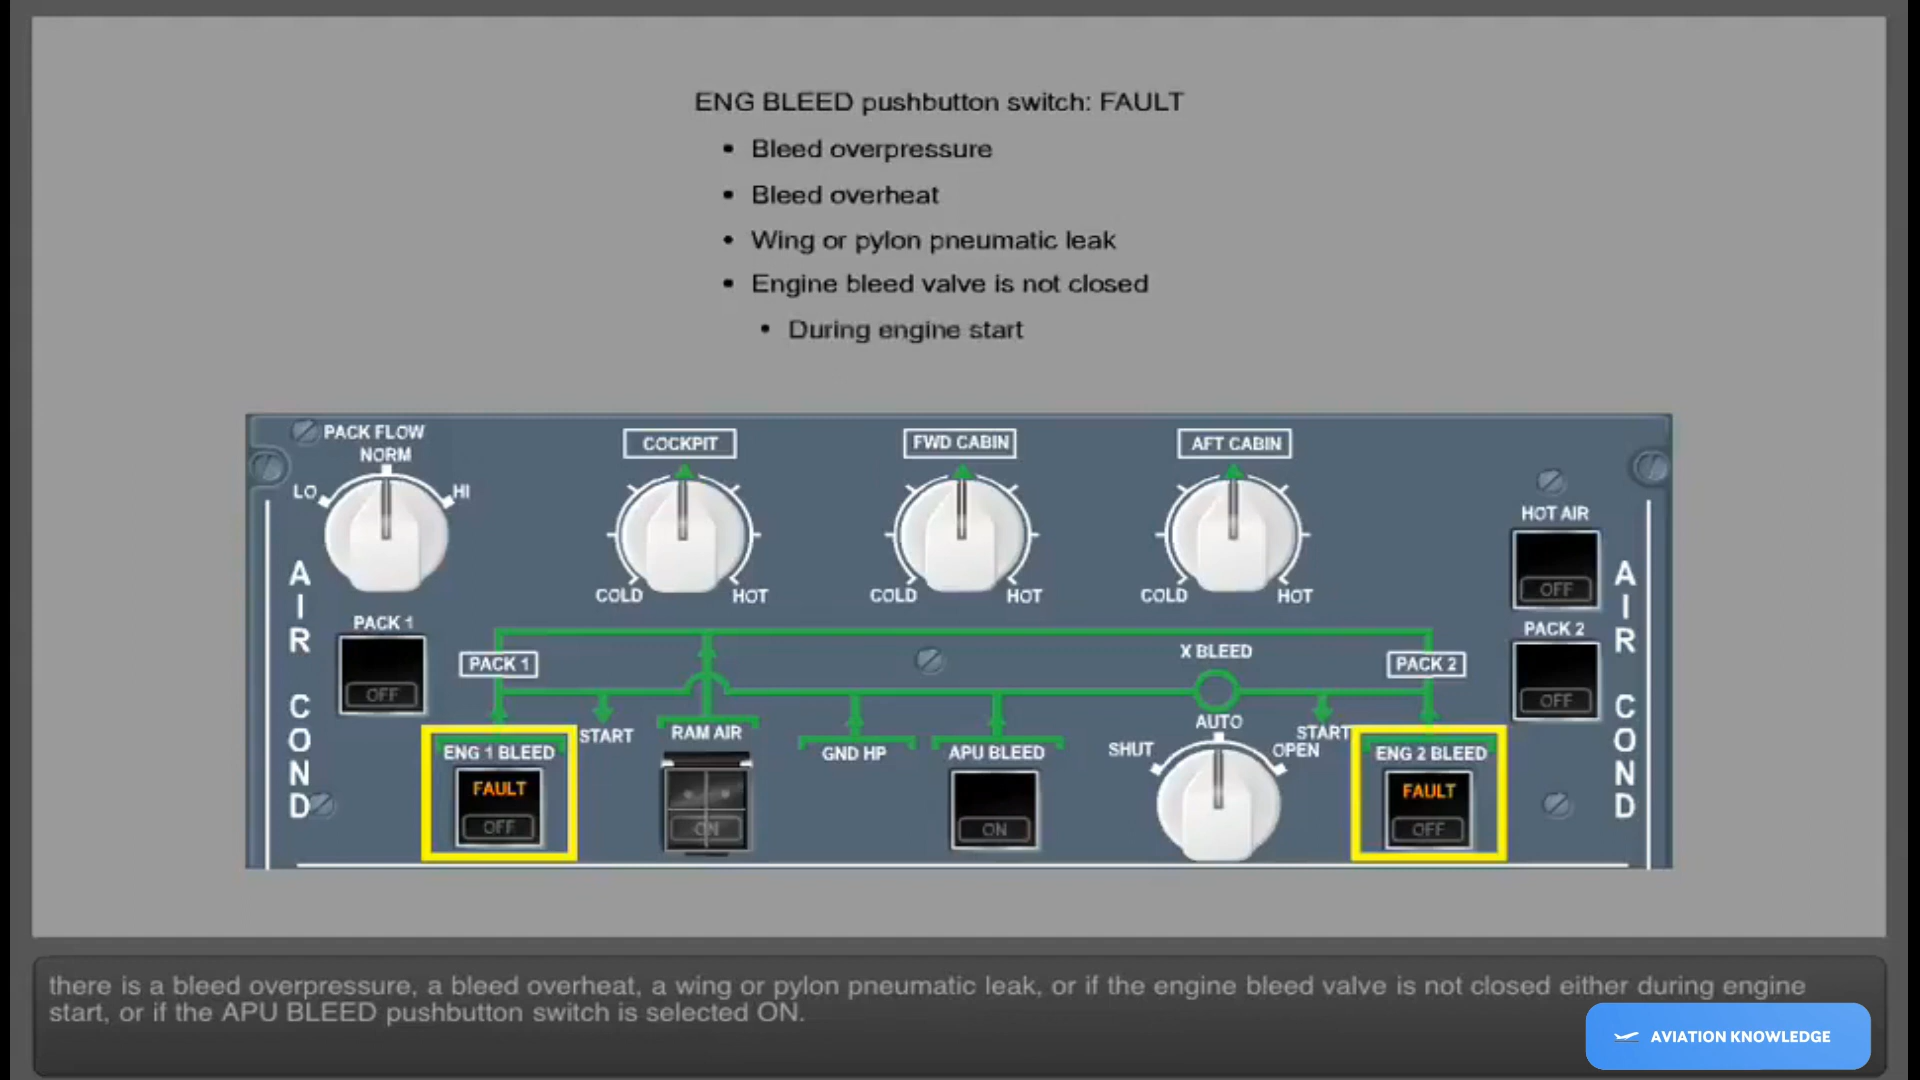 ENG BLEED pushbutton switch: FAULT
• Bleed overpressure
• Bleed overheat
• Wing or pylon pneumatic leak
• Engine bleed valve is not closed
• During engine start
PACK FLOW
NORM
LO
HI
COCKPIT
COLD
HOT
FWD CABIN
COLD
HOT
AFT CABIN
COLD
HOT
HOT AIR
OFF
AIR COND
AIR COND
PACK 1
OFF
PACK 1
X BLEED
PACK 2
PACK 2
OFF
START
RAM AIR
ON
GND HP
APU BLEED
ON
AUTO
SHUT
OPEN
START
ENG 1 BLEED
FAULT
OFF
ENG 2 BLEED
FAULT
OFF
there is a bleed overpressure, a bleed overheat, a wing or pylon pneumatic leak, or if the engine bleed valve is not closed either during engine
start, or if the APU BLEED pushbutton switch is selected ON.
AVIATION KNOWLEDGE